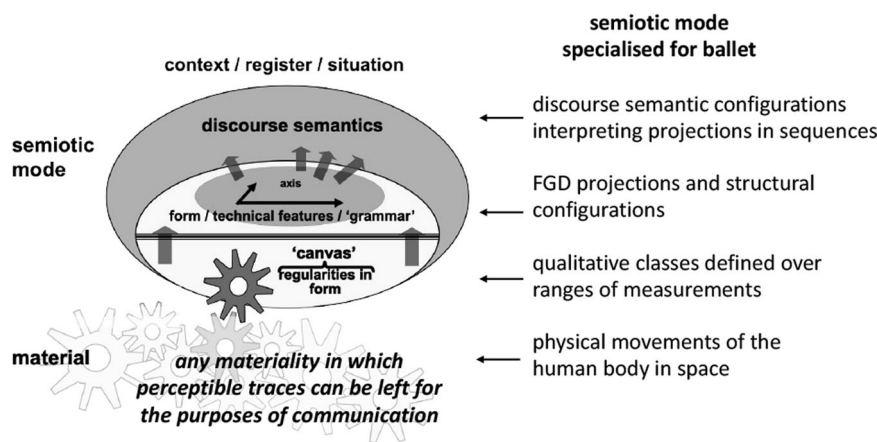 semiotic mode
specialised for ballet
context / register / situation
discourse semantics
semiotic
mode
axis
form / technical features / ‘grammar’
‘canvas’
regularities in
form
material
any materiality in which
perceptible traces can be left for
the purposes of communication
discourse semantic configurations
interpreting projections in sequences
FGD projections and structural
configurations
qualitative classes defined over
ranges of measurements
physical movements of the
human body in space